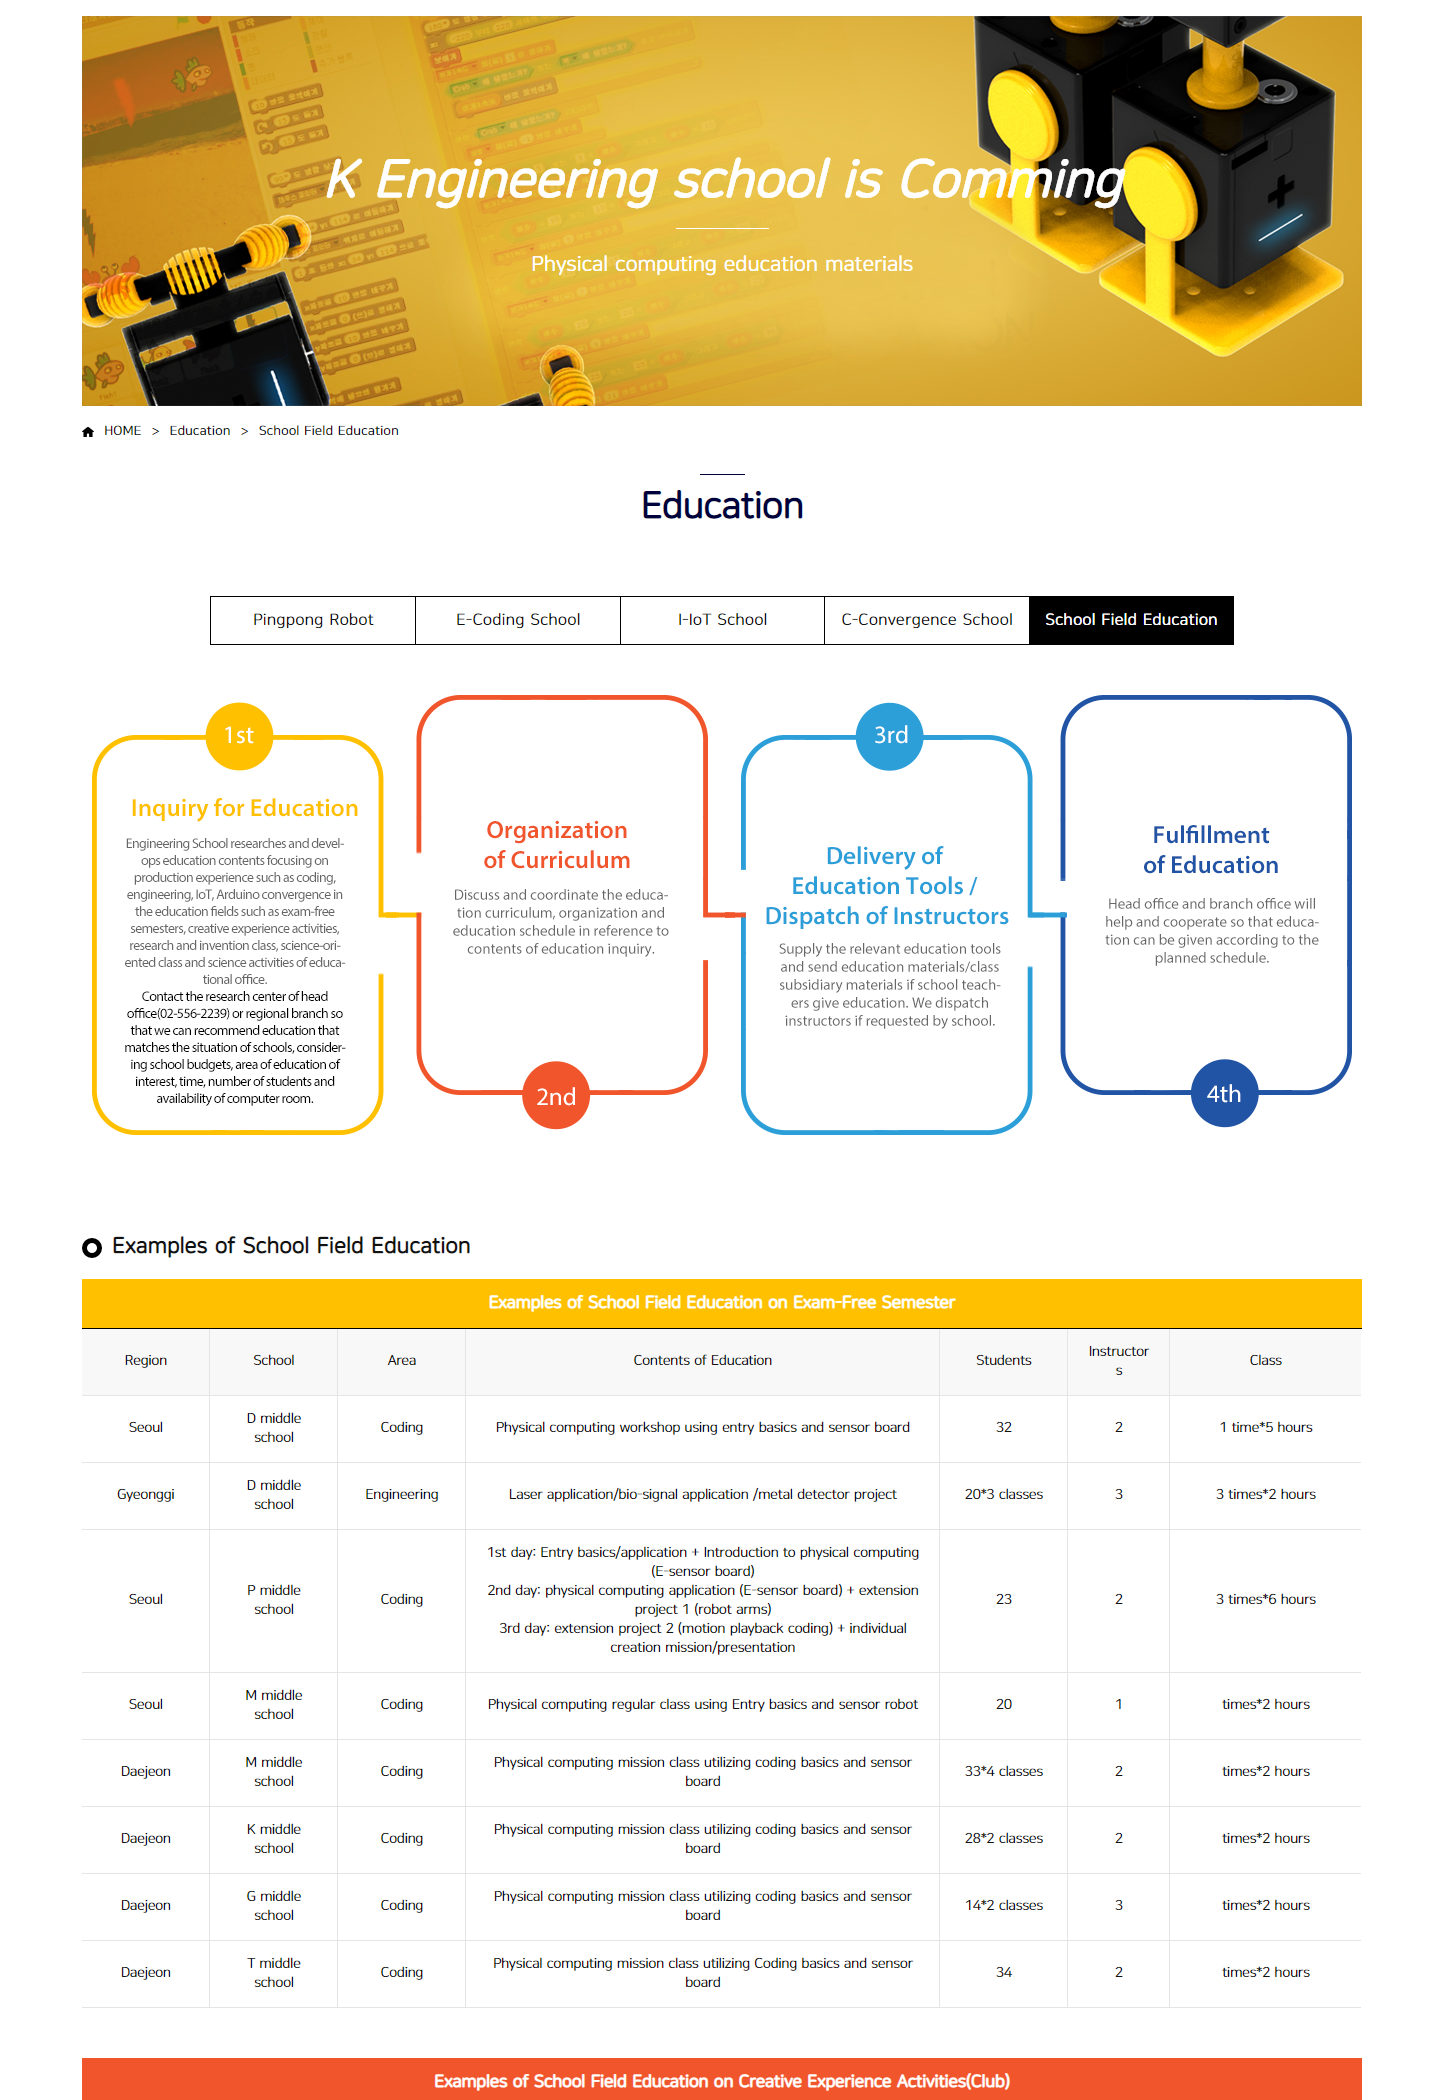 K Engineering school is Comming
Physical computing education materials
HOME > Education > School Field Education
Education
Pingpong Robot
E-Coding School
I-IoT School
C-Convergence School
School Field Education
1st
Inquiry for Education
Engineering School researches and devel-
ops education contents focusing on
production experience such as coding,
engineering, IoT, Arduino convergence in
the education fields such as exam-free
semesters, creative experience activities,
research and invention class, science-ori-
ented class and science activities of educa-
tional office.
Contact the research center of head
office(02-556-2239) or regional branch so
that we can recommend education that
matches the situation of schools, consider-
ing school budgets, area of education of
interest, time, number of students and
availability of computer room.
Organization
of Curriculum
Discuss and coordinate the educa-
tion curriculum, organization and
education schedule in reference to
contents of education inquiry.
2nd
3rd
Delivery of
Education Tools /
Dispatch of Instructors
Supply the relevant education tools
and send education materials/class
subsidiary materials if school teach-
ers give education. We dispatch
instructors if requested by school.
Fulfillment
of Education
Head office and branch office will
help and cooperate so that educa-
tion can be given according to the
planned schedule.
4th
Examples of School Field Education
Examples of School Field Education on Exam-Free Semester
Region
School
Area
Contents of Education
Students
Instructor
s
Class
Seoul
D middle
school
Coding
Physical computing workshop using entry basics and sensor board
32
2
1 time*5 hours
Gyeonggi
D middle
school
Engineering
Laser application/bio-signal application /metal detector project
20*3 classes
3
3 times*2 hours
Seoul
P middle
school
Coding
1st day: Entry basics/application + Introduction to physical computing
(E-sensor board)
2nd day: physical computing application (E-sensor board) + extension
project 1 (robot arms)
3rd day: extension project 2 (motion playback coding) + individual
creation mission/presentation
23
2
3 times*6 hours
Seoul
M middle
school
Coding
Physical computing regular class using Entry basics and sensor robot
20
1
times*2 hours
Daejeon
M middle
school
Coding
Physical computing mission class utilizing coding basics and sensor
board
33*4 classes
2
times*2 hours
Daejeon
K middle
school
Coding
Physical computing mission class utilizing coding basics and sensor
board
28*2 classes
2
times*2 hours
Daejeon
G middle
school
Coding
Physical computing mission class utilizing coding basics and sensor
board
14*2 classes
3
times*2 hours
Daejeon
T middle
school
Coding
Physical computing mission class utilizing Coding basics and sensor
board
34
2
times*2 hours
Examples of School Field Education on Creative Experience Activities(Club)